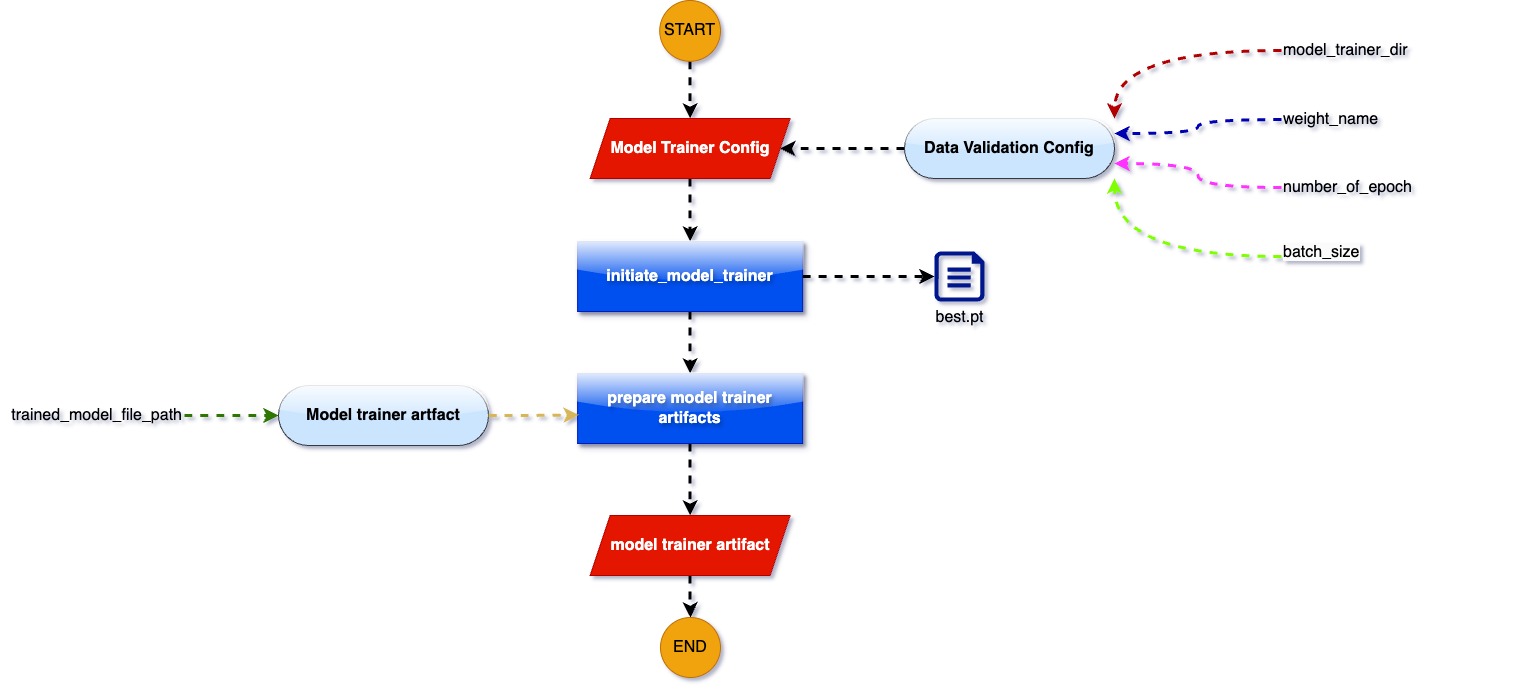 START
model_trainer_dir
weight_name
Model Trainer Config
Data Validation Config
number_of_epoch
batch_size
initiate_model_trainer
best.pt
prepare model trainer
artifacts
trained_model_file_path
Model trainer artfact
model trainer artifact
END